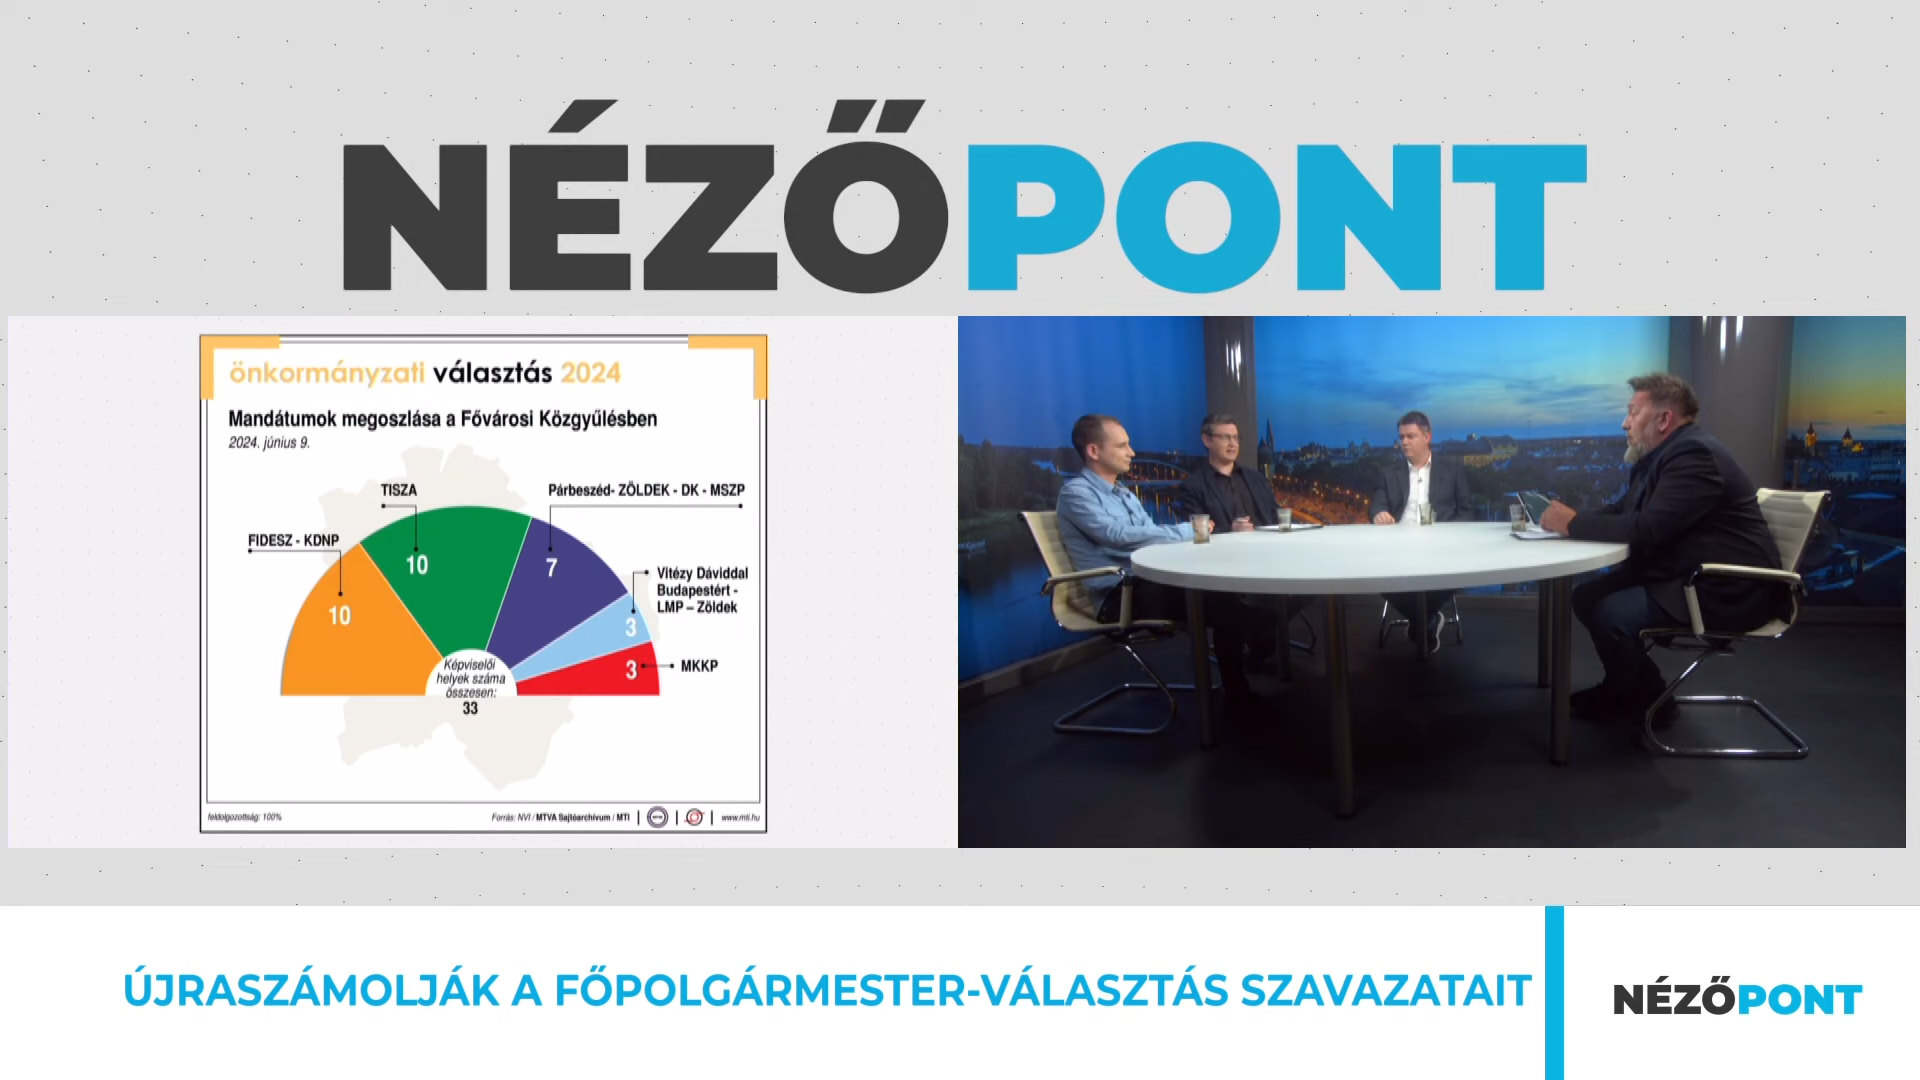 NÉZŐPONT
önkormányzati választás 2024
Mandátumok megoszlása a Fővárosi Közgyűlésben
2024. június 9.
TISZA
Párbeszéd- ZÖLDEK - DK - MSZP
FIDESZ - KDNP
10
7
Vitézy Dáviddal
Budapestért -
LMP – Zöldek
10
3
Képviselői
helyek száma
összesen:
33
3
MKKP
feldolgozottság: 100%
Forrás: NVI / MTVA Sajtóarchívum / MTI
www.mti.hu
ÚJRASZÁMOLJÁK A FŐPOLGÁRMESTER-VÁLASZTÁS SZAVAZATAIT
NÉZŐPONT